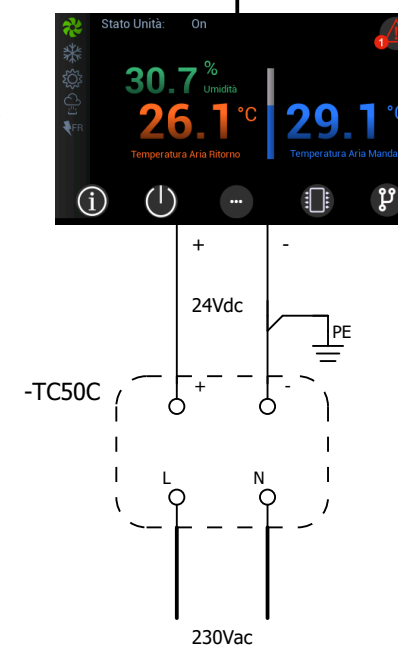 Stato Unità: On
1
30.7 %
Umidità
26.1 °C
29.1 °
Temperatura Aria Ritorno
Temperatura Aria Manda
FR
i
...
+ -
24Vdc
PE
-TC50C
+ -
L N
230Vac